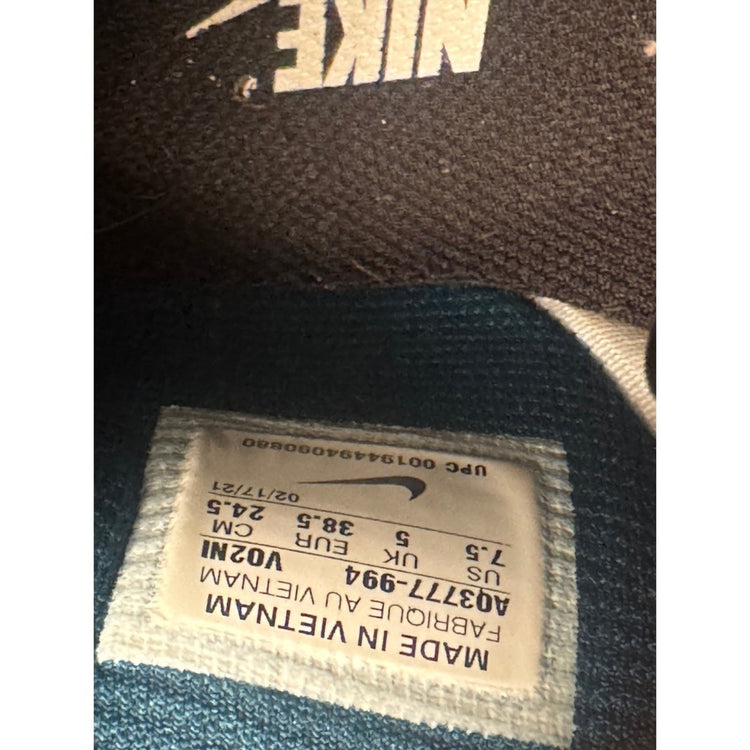 NIKE
MADE IN VIETNAM
FABRIQUE AU VIETNAM
AQ3777-994 VO2NI
US UK EUR CM
7.5 5 38.5 24.5
02/17/21
UPC 00194494090880